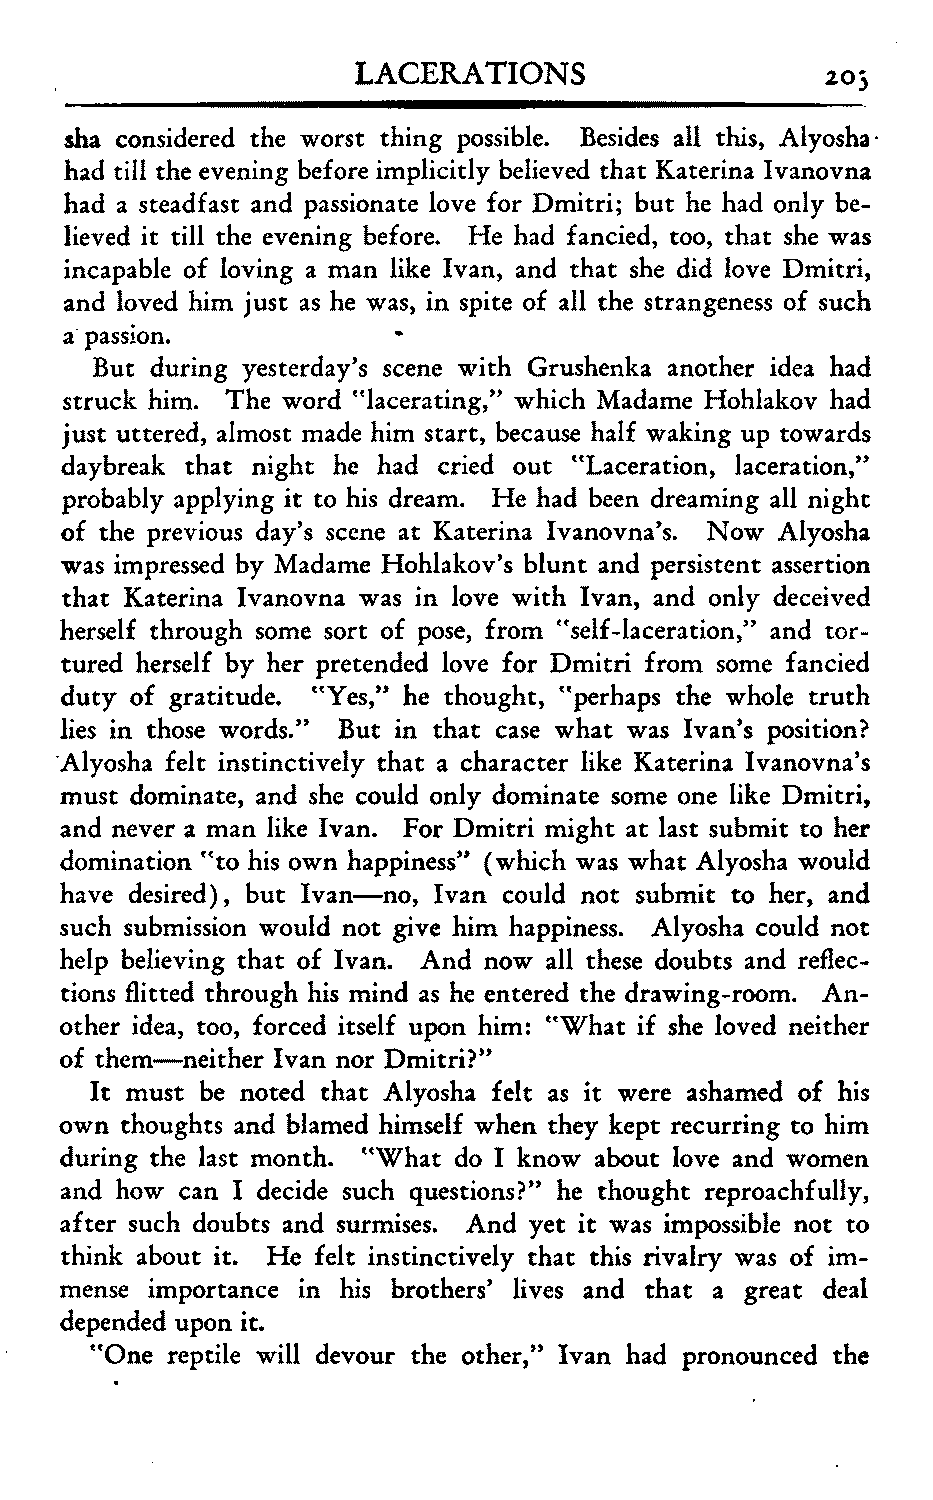 LACERATIONS 203
sha considered the worst thing possible. Besides all this, Alyosha
had till the evening before implicitly believed that Katerina Ivanovna
had a steadfast and passionate love for Dmitri; but he had only be-
lieved it till the evening before. He had fancied, too, that she was
incapable of loving a man like Ivan, and that she did love Dmitri,
and loved him just as he was, in spite of all the strangeness of such
a passion.
But during yesterday's scene with Grushenka another idea had
struck him. The word "lacerating," which Madame Hohlakov had
just uttered, almost made him start, because half waking up towards
daybreak that night he had cried out "Laceration, laceration,"
probably applying it to his dream. He had been dreaming all night
of the previous day's scene at Katerina Ivanovna's. Now Alyosha
was impressed by Madame Hohlakov's blunt and persistent assertion
that Katerina Ivanovna was in love with Ivan, and only deceived
herself through some sort of pose, from "self-laceration," and tor-
tured herself by her pretended love for Dmitri from some fancied
duty of gratitude. "Yes," he thought, "perhaps the whole truth
lies in those words." But in that case what was Ivan's position?
Alyosha felt instinctively that a character like Katerina Ivanovna's
must dominate, and she could only dominate some one like Dmitri,
and never a man like Ivan. For Dmitri might at last submit to her
domination "to his own happiness" (which was what Alyosha would
have desired), but Ivan—no, Ivan could not submit to her, and
such submission would not give him happiness. Alyosha could not
help believing that of Ivan. And now all these doubts and reflec-
tions flitted through his mind as he entered the drawing-room. An-
other idea, too, forced itself upon him: "What if she loved neither
of them—neither Ivan nor Dmitri?"
It must be noted that Alyosha felt as it were ashamed of his
own thoughts and blamed himself when they kept recurring to him
during the last month. "What do I know about love and women
and how can I decide such questions?" he thought reproachfully,
after such doubts and surmises. And yet it was impossible not to
think about it. He felt instinctively that this rivalry was of im-
mense importance in his brothers' lives and that a great deal
depended upon it.
"One reptile will devour the other," Ivan had pronounced the